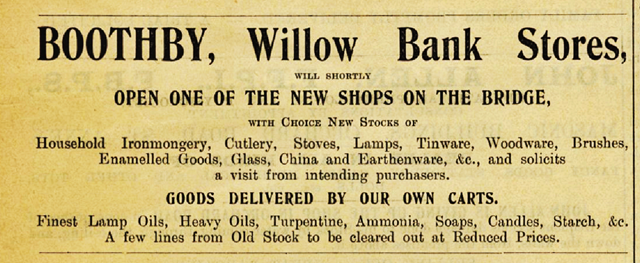 BOOTHBY, Willow Bank Stores,
WILL SHORTLY
OPEN ONE OF THE NEW SHOPS ON THE BRIDGE,
WITH CHOICE NEW STOCKS OF
Household Ironmongery, Cutlery, Stoves, Lamps, Tinware, Woodware, Brushes,
Enamelled Goods, Glass, China and Earthenware, &c., and solicits
a visit from intending purchasers.
GOODS DELIVERED BY OUR OWN CARTS.
Finest Lamp Oils, Heavy Oils, Turpentine, Ammonia, Soaps, Candles, Starch, &c.
A few lines from Old Stock to be cleared out at Reduced Prices.